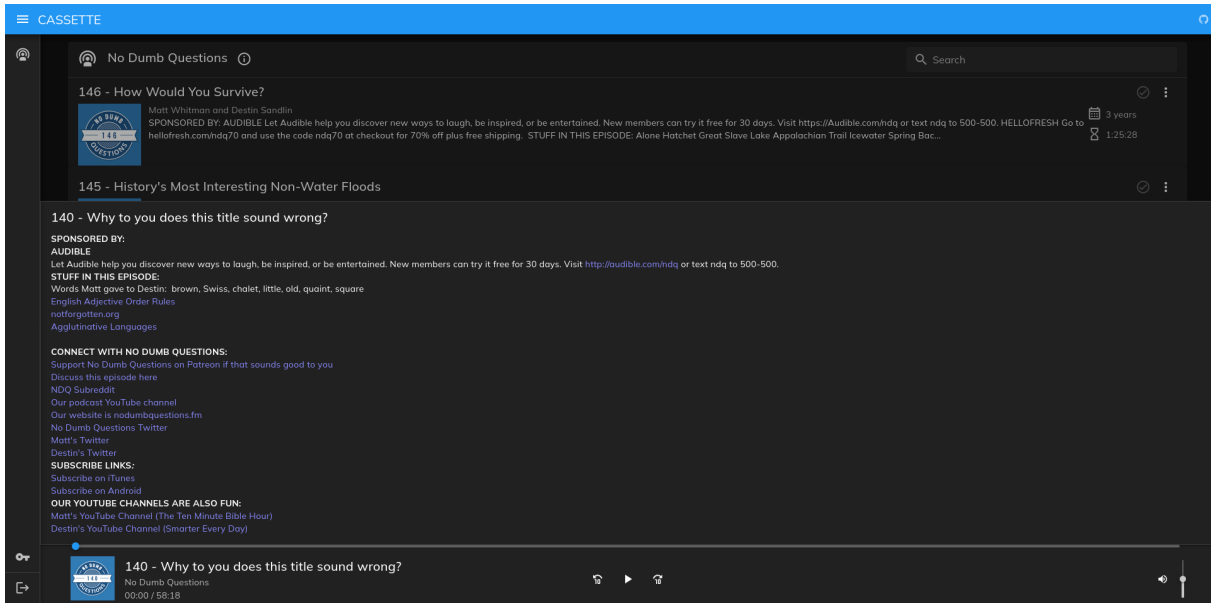 CASSETTE
No Dumb Questions
Search
146 - How Would You Survive?
NO DUMB
146
QUESTIONS
Matt Whitman and Destin Sandlin
SPONSORED BY: AUDIBLE Let Audible help you discover new ways to laugh, be inspired, or be entertained. New members can try it free for 30 days. Visit https://Audible.com/ndq or text ndq to 500-500. HELLOFRESH Go to
hellofresh.com/ndq70 and use the code ndq70 at checkout for 70% off plus free shipping.  STUFF IN THIS EPISODE: Alone Hatchet Great Slave Lake Appalachian Trail Icewater Spring Bac...
3 years
1:25:28
145 - History's Most Interesting Non-Water Floods
140 - Why to you does this title sound wrong?
SPONSORED BY:
AUDIBLE
Let Audible help you discover new ways to laugh, be inspired, or be entertained. New members can try it free for 30 days. Visit http://audible.com/ndq or text ndq to 500-500.
STUFF IN THIS EPISODE:
Words Matt gave to Destin:  brown, Swiss, chalet, little, old, quaint, square
English Adjective Order Rules
notforgotten.org
Agglutinative Languages
CONNECT WITH NO DUMB QUESTIONS:
Support No Dumb Questions on Patreon if that sounds good to you
Discuss this episode here
NDQ Subreddit
Our podcast YouTube channel
Our website is nodumbquestions.fm
No Dumb Questions Twitter
Matt's Twitter
Destin's Twitter
SUBSCRIBE LINKS:
Subscribe on iTunes
Subscribe on Android
OUR YOUTUBE CHANNELS ARE ALSO FUN:
Matt's YouTube Channel (The Ten Minute Bible Hour)
Destin's YouTube Channel (Smarter Every Day)
NO DUMB
140
QUESTIONS
140 - Why to you does this title sound wrong?
No Dumb Questions
00:00 / 58:18
10
10